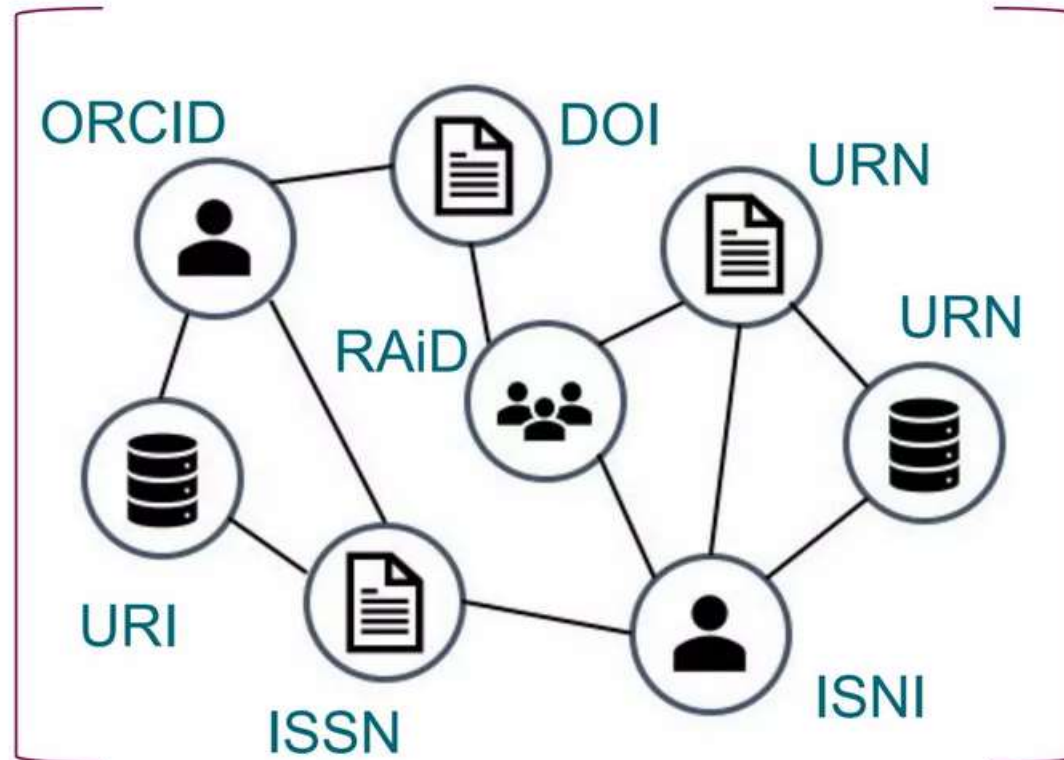 ORCID
DOI
URN
URN
RAiD
URI
ISNI
ISSN